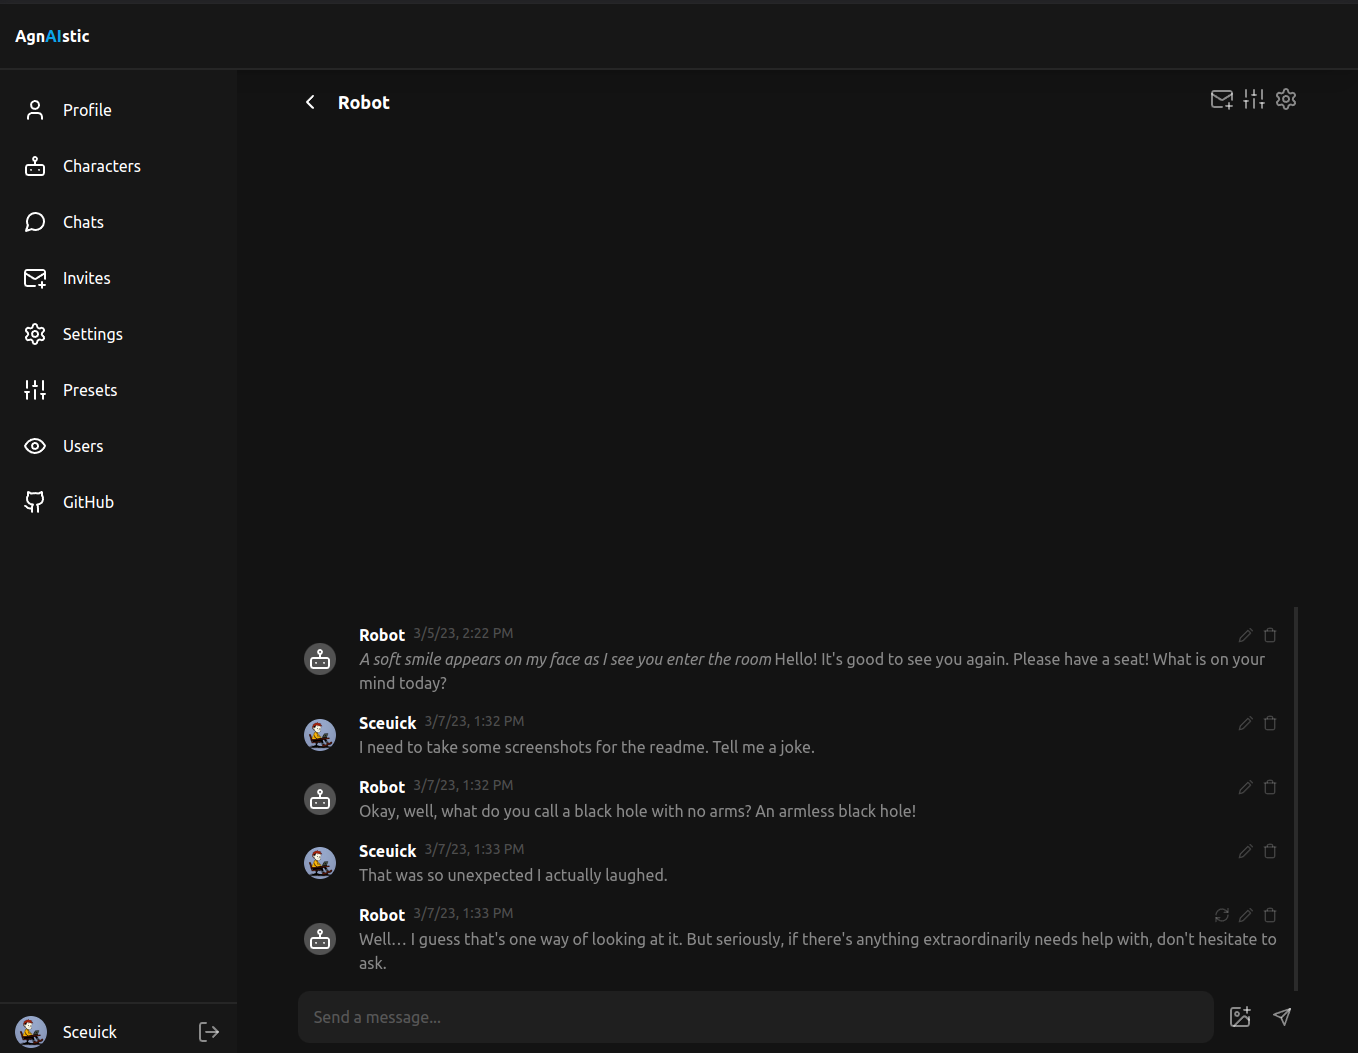 AgnAIstic
Profile
Characters
Chats
Invites
Settings
Presets
Users
GitHub
Sceuick
Robot
Robot 3/5/23, 2:22 PM
A soft smile appears on my face as I see you enter the room Hello! It's good to see you again. Please have a seat! What is on your
mind today?
Sceuick 3/7/23, 1:32 PM
I need to take some screenshots for the readme. Tell me a joke.
Robot 3/7/23, 1:32 PM
Okay, well, what do you call a black hole with no arms? An armless black hole!
Sceuick 3/7/23, 1:33 PM
That was so unexpected I actually laughed.
Robot 3/7/23, 1:33 PM
Well... I guess that's one way of looking at it. But seriously, if there's anything extraordinarily needs help with, don't hesitate to
ask.
Send a message...